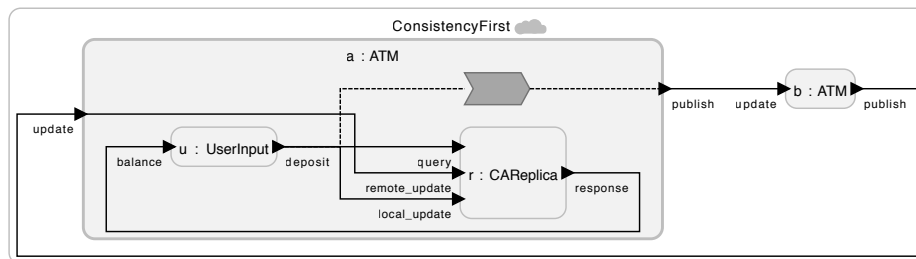 ConsistencyFirst
a : ATM
publish
update
b : ATM
publish
update
balance
u : UserInput
deposit
query
r : CAReplica
response
remote_update
local_update